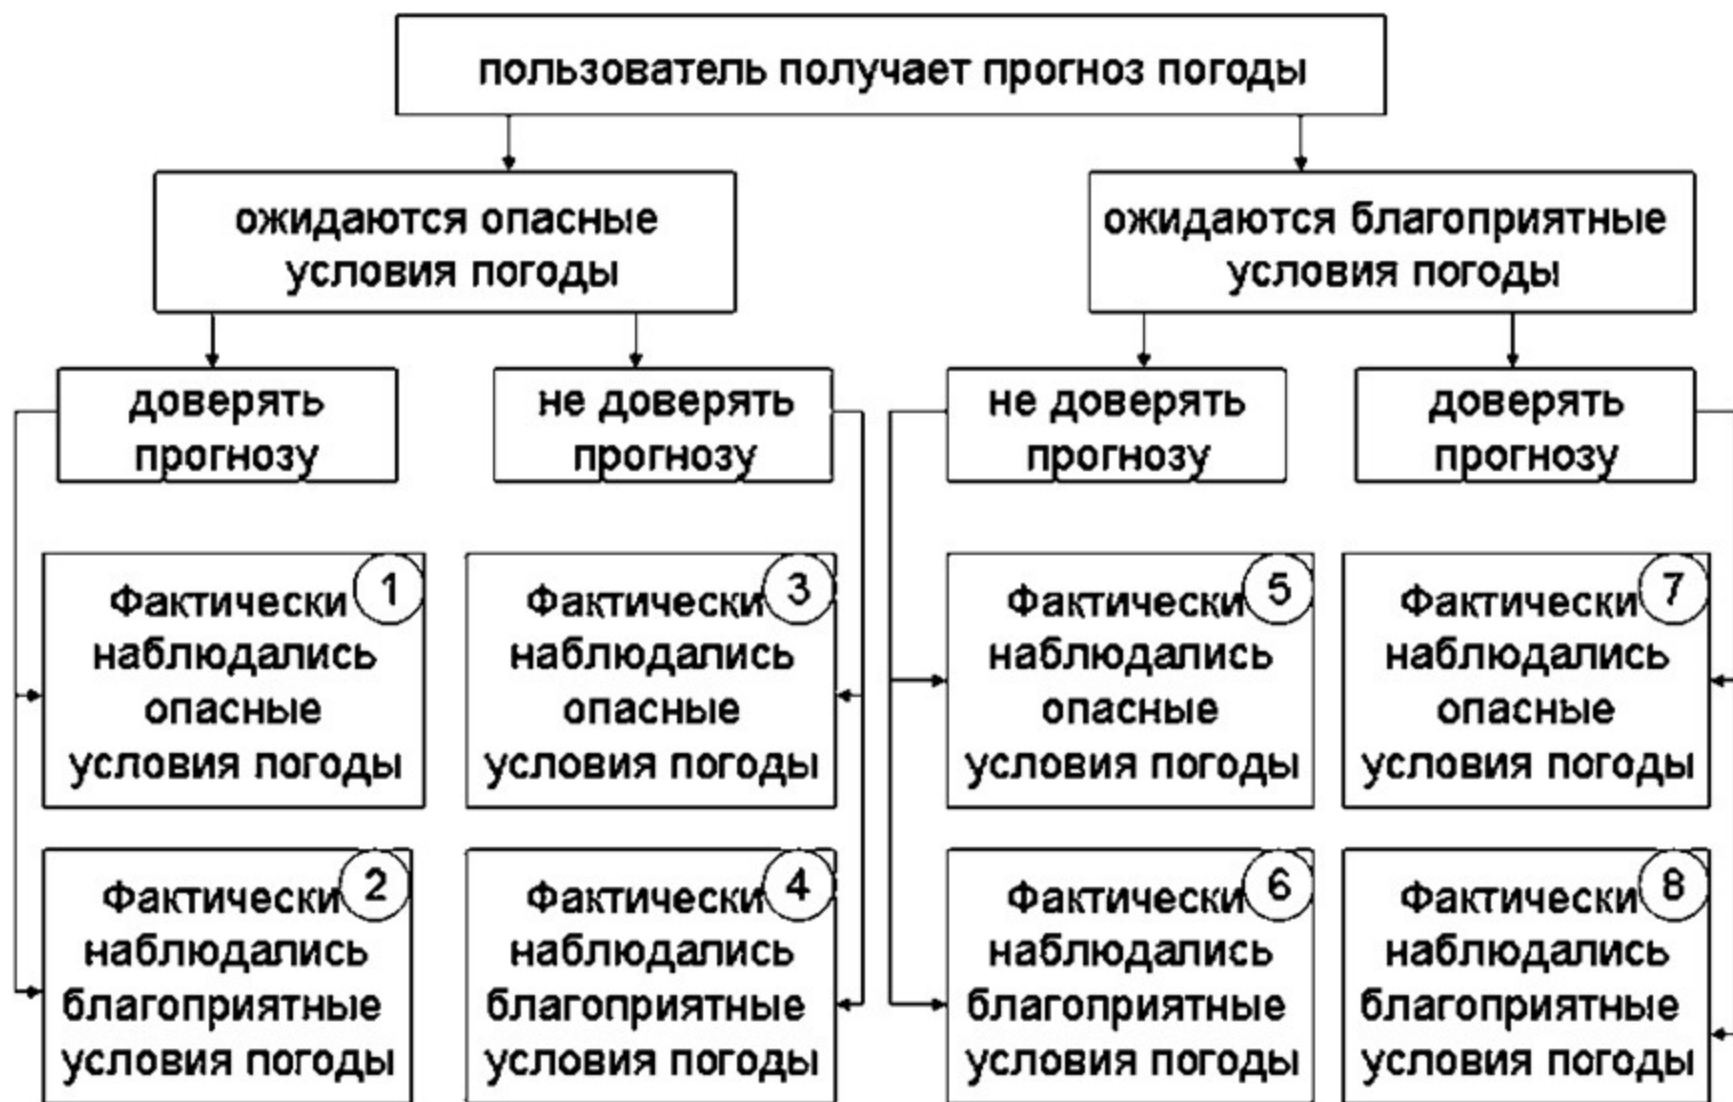 пользователь получает прогноз погоды
ожидаются опасные
условия погоды
ожидаются благоприятные
условия погоды
доверять
прогнозу
не доверять
прогнозу
не доверять
прогнозу
доверять
прогнозу
1
Фактически
наблюдались
опасные
условия погоды
3
Фактически
наблюдались
опасные
условия погоды
5
Фактически
наблюдались
опасные
условия погоды
7
Фактически
наблюдались
опасные
условия погоды
2
Фактически
наблюдались
благоприятные
условия погоды
4
Фактически
наблюдались
благоприятные
условия погоды
6
Фактически
наблюдались
благоприятные
условия погоды
8
Фактически
наблюдались
благоприятные
условия погоды